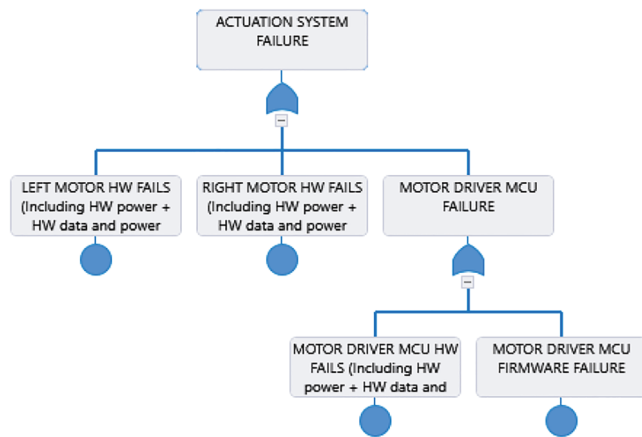 ACTUATION SYSTEM
FAILURE
LEFT MOTOR HW FAILS
(Including HW power +
HW data and power
RIGHT MOTOR HW FAILS
(Including HW power +
HW data and power
MOTOR DRIVER MCU
FAILURE
MOTOR DRIVER MCU HW
FAILS (Including HW
power + HW data and
MOTOR DRIVER MCU
FIRMWARE FAILURE